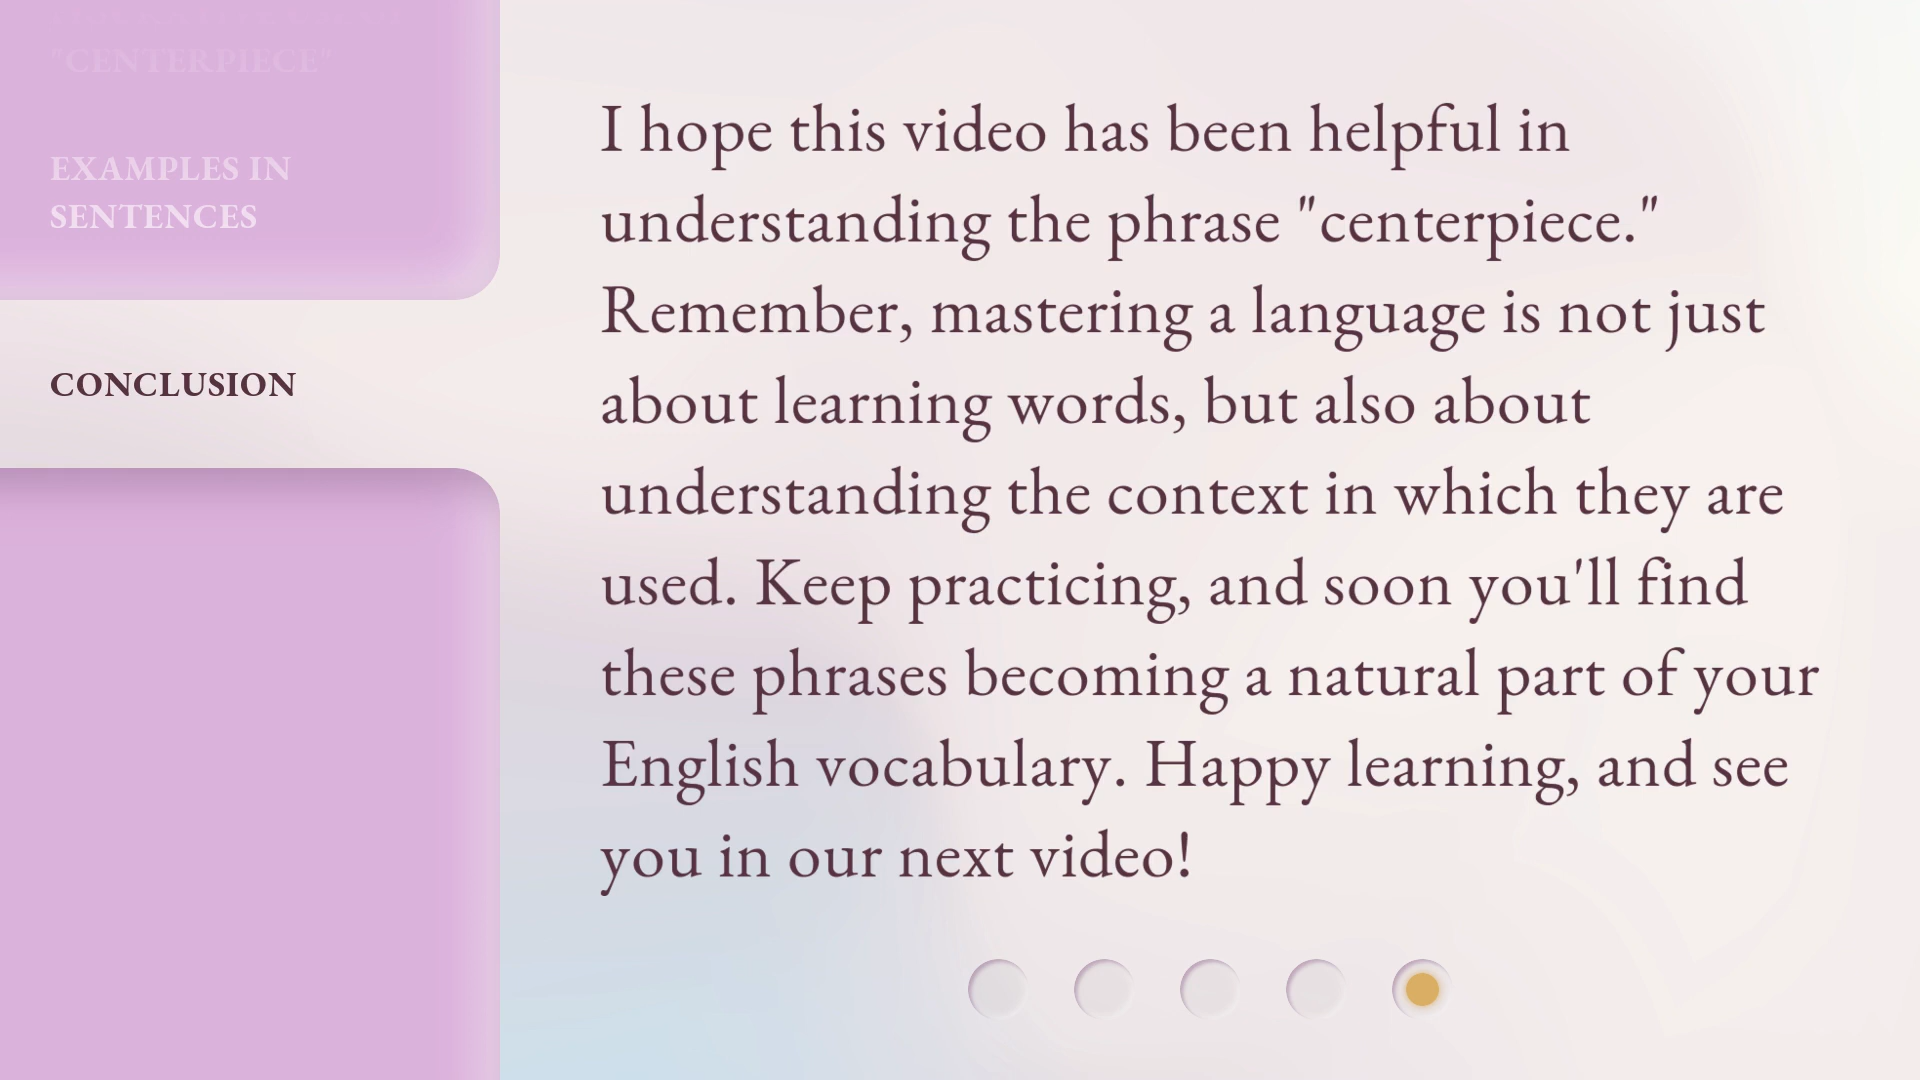 "CENTERPIECE"
EXAMPLES IN
SENTENCES
CONCLUSION
I hope this video has been helpful in
understanding the phrase "centerpiece."
Remember, mastering a language is not just
about learning words, but also about
understanding the context in which they are
used. Keep practicing, and soon you'll find
these phrases becoming a natural part of your
English vocabulary. Happy learning, and see
you in our next video!